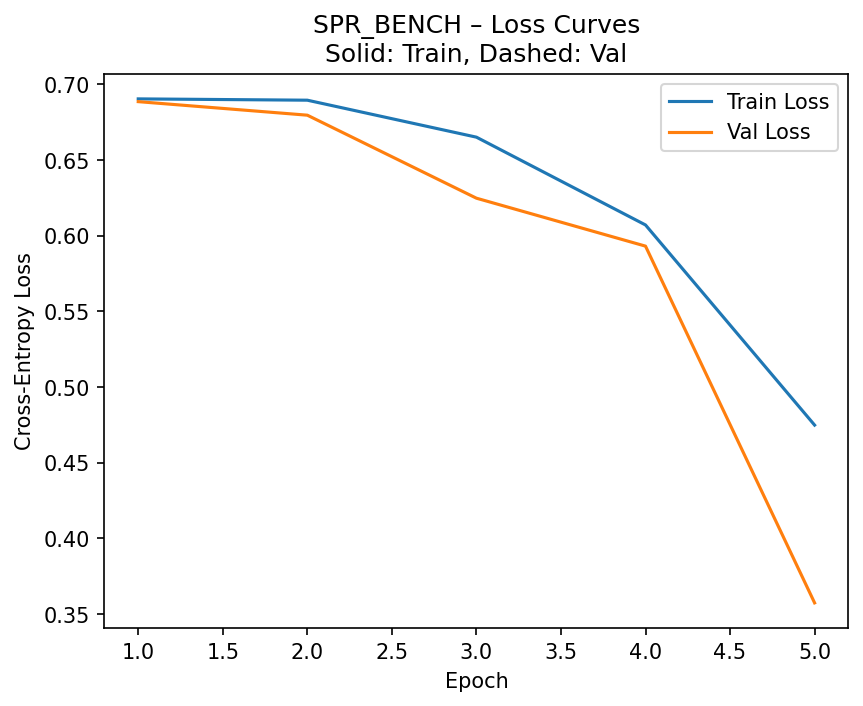 SPR_BENCH – Loss Curves
Solid: Train, Dashed: Val
Train Loss
Val Loss
Cross-Entropy Loss
0.70
0.65
0.60
0.55
0.50
0.45
0.40
0.35
1.0 1.5 2.0 2.5 3.0 3.5 4.0 4.5 5.0
Epoch